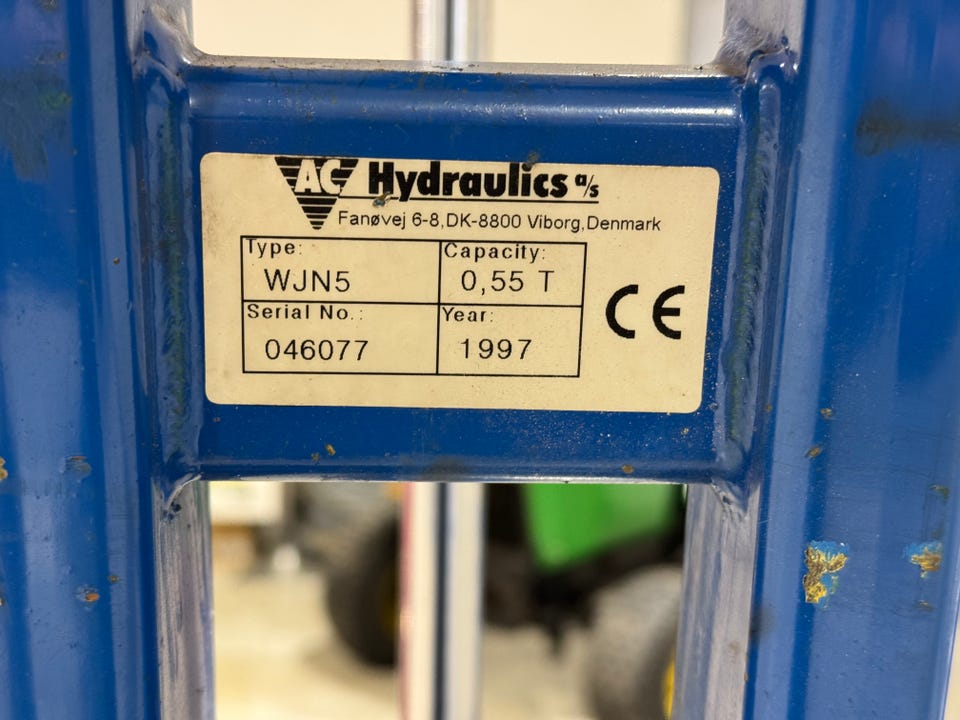 AC Hydraulics a/s
Fanøvej 6-8,DK-8800 Viborg,Denmark
Type: Capacity:
WJN5 0,55 T
Serial No.: Year:
046077 1997
CE